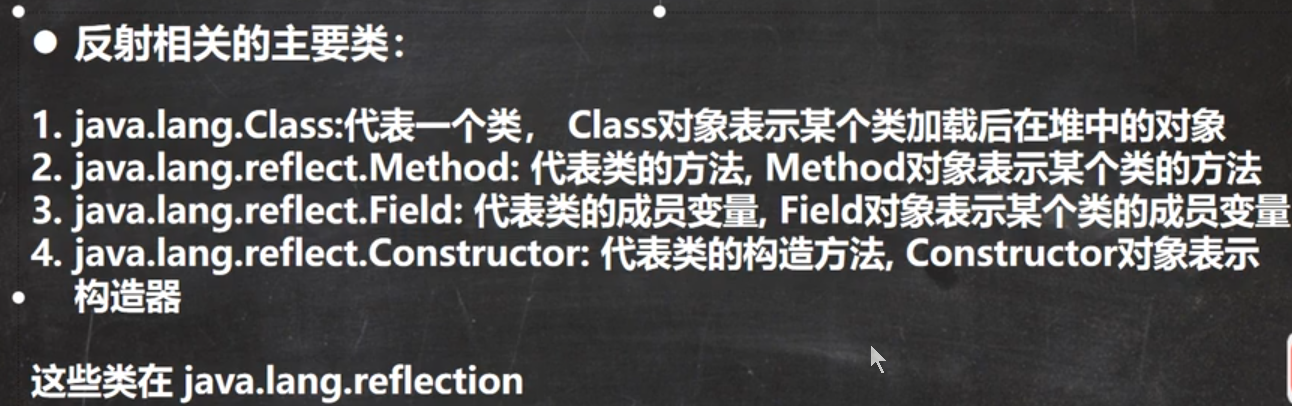 ● 反射相关的主要类：
1. java.lang.Class:代表一个类， Class对象表示某个类加载后在堆中的对象
2. java.lang.reflect.Method: 代表类的方法, Method对象表示某个类的方法
3. java.lang.reflect.Field: 代表类的成员变量, Field对象表示某个类的成员变量
4. java.lang.reflect.Constructor: 代表类的构造方法, Constructor对象表示
构造器
这些类在 java.lang.reflection